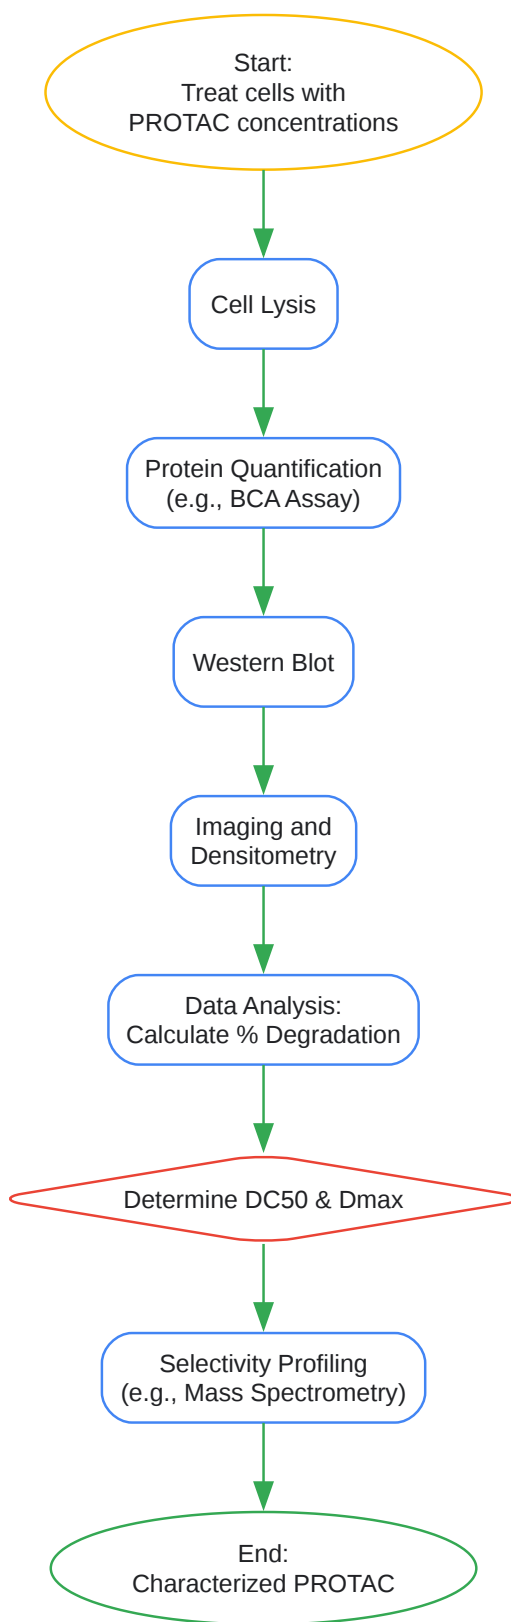 Start:
Treat cells with
PROTAC concentrations
Cell Lysis
Protein Quantification
(e.g., BCA Assay)
Western Blot
Imaging and
Densitometry
Data Analysis:
Calculate % Degradation
Determine DC50 & Dmax
Selectivity Profiling
(e.g., Mass Spectrometry)
End:
Characterized PROTAC